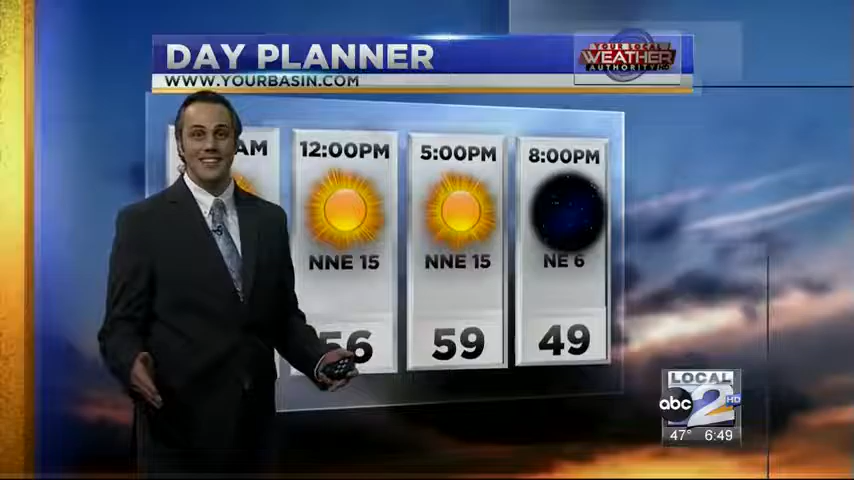 DAY PLANNER
WWW.YOURBASIN.COM
YOUR LOCAL
WEATHER
AUTHORITY
AM 12:00PM 5:00PM 8:00PM
NNE 15 NNE 15 NE 6
56 59 49
LOCAL
abc 2 HD
47° 6:49